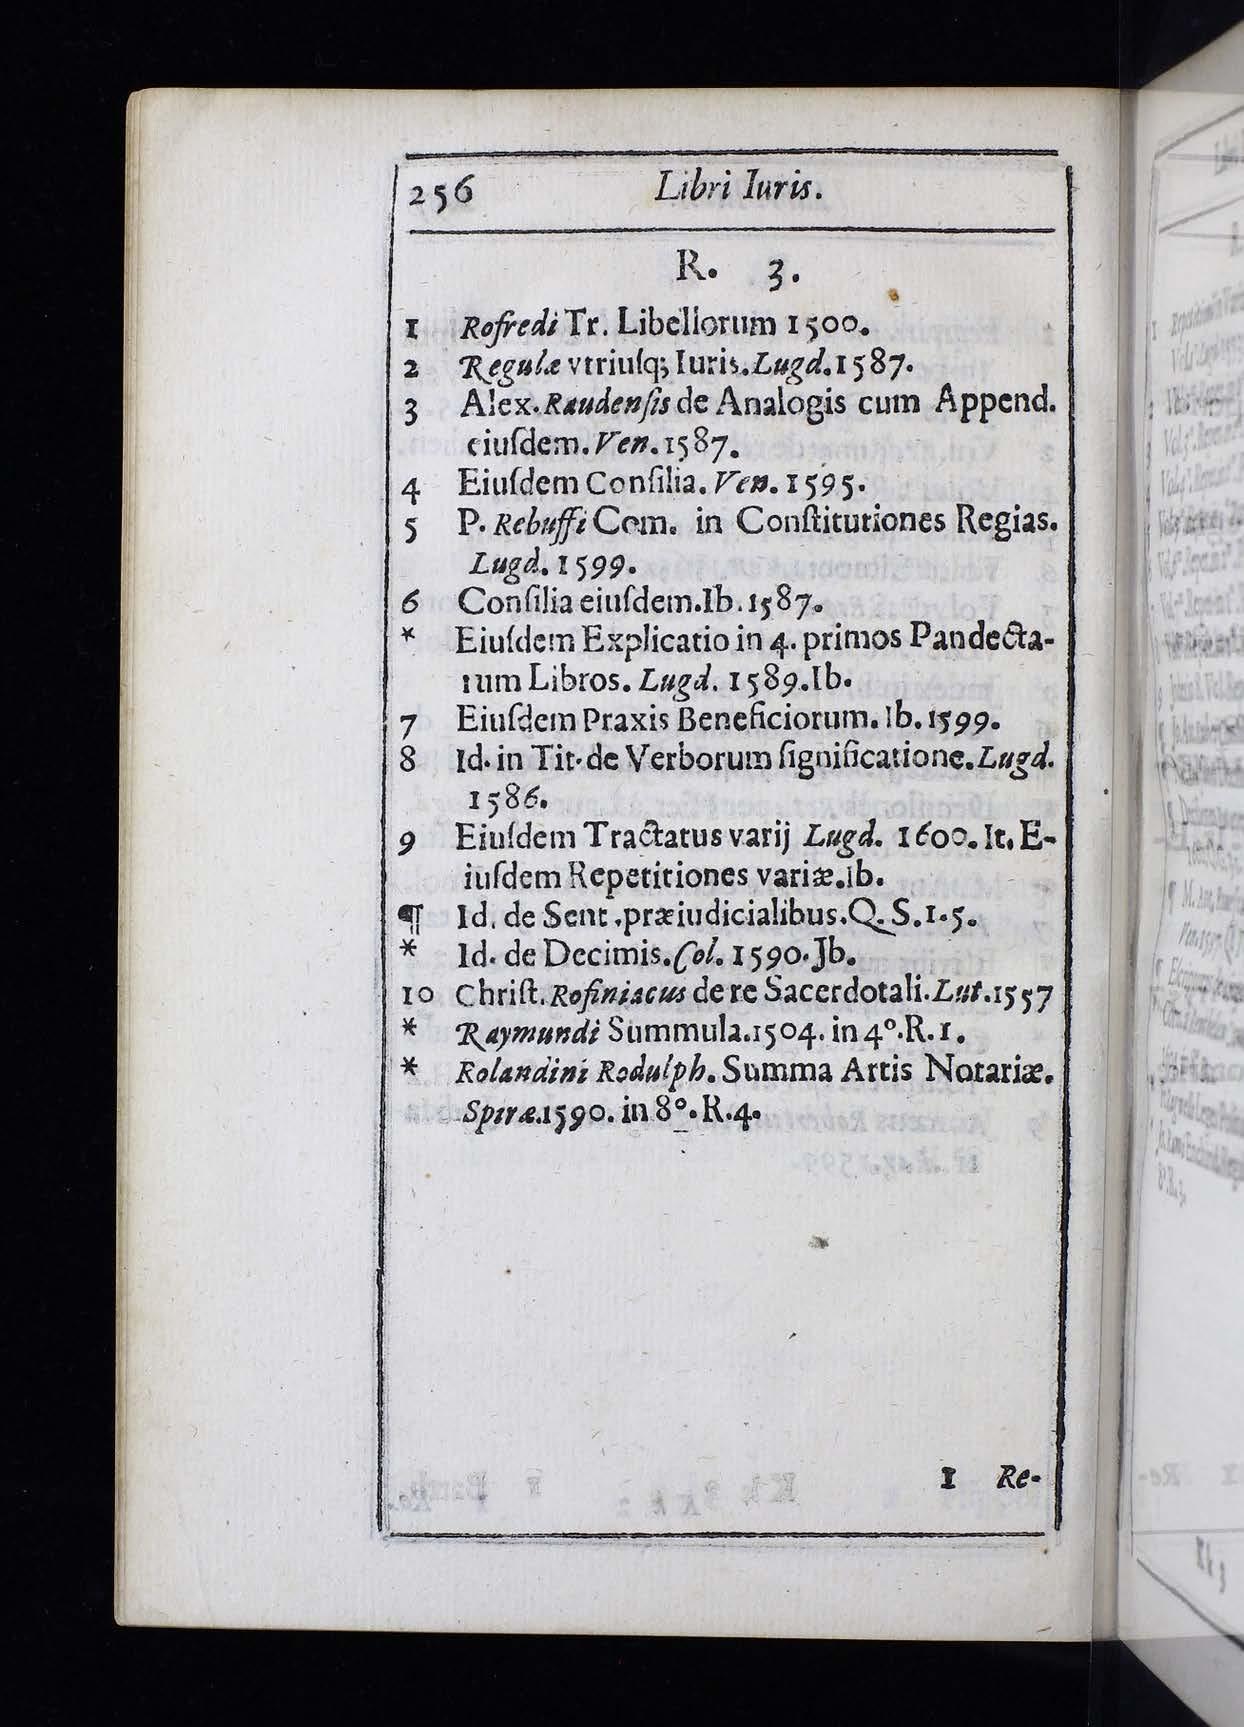 256 Libri Iuris.
R. 3.
1 Rofredi Tr. Libellorum 1500.
2 Regulæ vtriuſq; Iuris. Lugd. 1587.
3 Alex. Raudenſis de Analogis cum Append.
eiuſdem. Ven. 1587.
4 Eiuſdem Conſilia. Ven. 1595.
5 P. Rebuffi Com. in Conſtitutiones Regias.
Lugd. 1599.
6 Conſilia eiuſdem. Ib. 1587.
* Eiuſdem Explicatio in 4. primos Pandecta-
rum Libros. Lugd. 1589. Ib.
7 Eiuſdem Praxis Beneficiorum. Ib. 1599.
8 Id. in Tit. de Verborum ſignificatione. Lugd.
1586.
9 Eiuſdem Tractatus varij Lugd. 1600. It. E-
iuſdem Repetitiones variæ. Ib.
¶ Id. de Sent. præiudicialibus. Q. S. 1. 5.
* Id. de Decimis. Col. 1590. Ib.
10 Chriſt. Rofiniacus de re Sacerdotali. Lut. 1557
* Raymundi Summula. 1504. in 4°. R. 1.
* Rolandini Rodulph. Summa Artis Notariæ.
Spiræ. 1590. in 8°. R. 4.
1 Re-